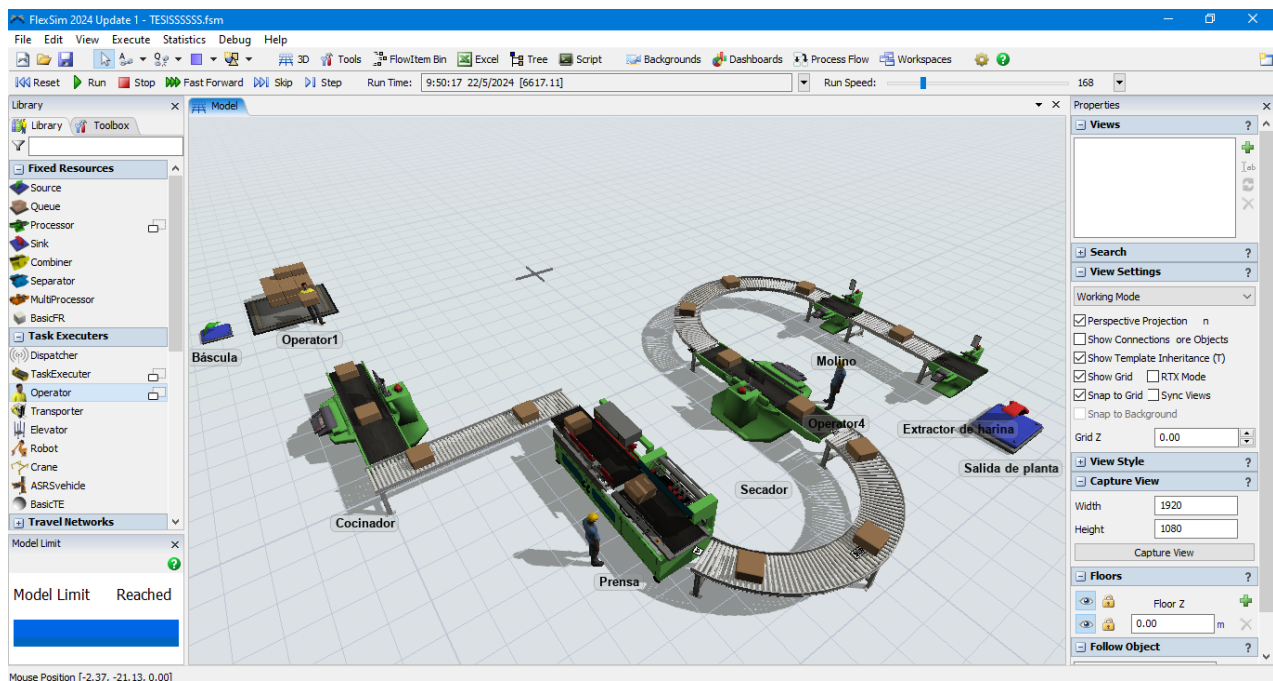 FlexSim 2024 Update 1 - TESISSSSSS.fsm
File Edit View Execute Statistics Debug Help
3D Tools FlowItem Bin Excel Tree Script Backgrounds Dashboards Process Flow Workspaces
Reset Run Stop Fast Forward Skip Step Run Time: 9:50:17 22/5/2024 [6617.11] Run Speed: 168
Library
Library Toolbox
Fixed Resources
Source
Queue
Processor
Sink
Combiner
Separator
MultiProcessor
BasicFR
Task Executers
Dispatcher
TaskExecuter
Operator
Transporter
Elevator
Robot
Crane
ASRSvehicle
BasicTE
Travel Networks
Model Limit
Model Limit Reached
Model
Báscula
Operator1
Cocinador
Prensa
Secador
Molino
Operator4
Extractor de harina
Salida de planta
Properties
Views
Search
View Settings
Working Mode
Perspective Projection n
Show Connections ore Objects
Show Template Inheritance (T)
Show Grid RTX Mode
Snap to Grid Sync Views
Snap to Background
Grid Z 0.00
View Style
Capture View
Width 1920
Height 1080
Capture View
Floors
Floor Z
0.00 m
Follow Object
Mouse Position [-2.37, -21.13, 0.00]